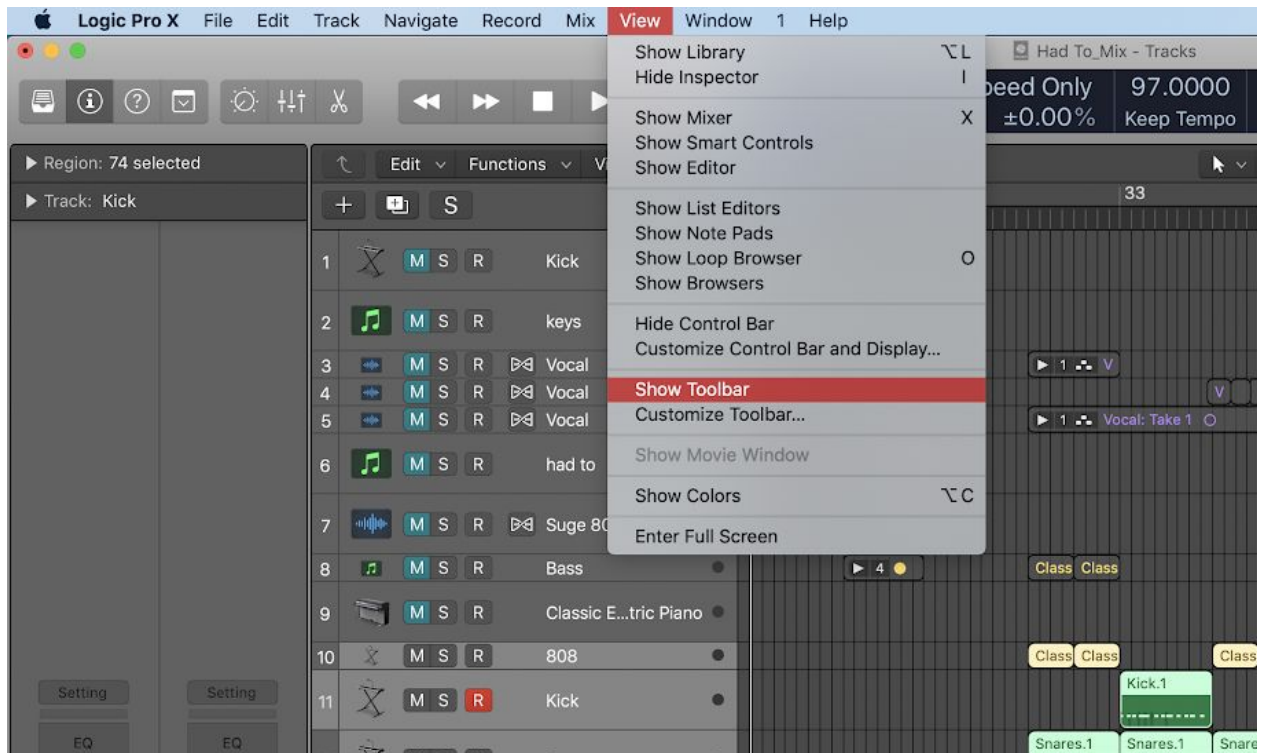 Logic Pro X File Edit Track Navigate Record Mix View Window 1 Help
Had To_Mix - Tracks
Speed Only 97.0000
±0.00% Keep Tempo
Region: 74 selected
Track: Kick
Edit Functions
S
33
Show Library ⌥L
Hide Inspector I
Show Mixer X
Show Smart Controls
Show Editor
Show List Editors
Show Note Pads
Show Loop Browser O
Show Browsers
Hide Control Bar
Customize Control Bar and Display...
Show Toolbar
Customize Toolbar...
Show Movie Window
Show Colors ⌥C
Enter Full Screen
1 M S R Kick
2 M S R keys
3 M S R Vocal 1 V
4 M S R Vocal V
5 M S R Vocal 1 Vocal: Take 1
6 M S R had to
7 M S R Suge 80
8 M S R Bass 4 Class Class
9 M S R Classic E...tric Piano
10 M S R 808 Class Class Class
11 M S R Kick Kick.1
Setting Setting
EQ EQ
Snares.1 Snares.1 Snare